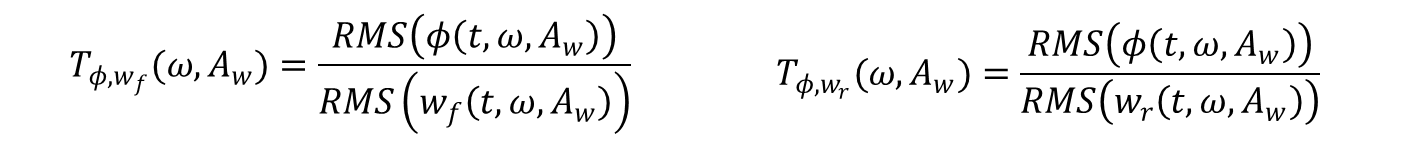 T_{ϕ,w_f}(ω, A_w) = RMS(ϕ(t, ω, A_w)) / RMS(w_f(t, ω, A_w))
T_{ϕ,w_r}(ω, A_w) = RMS(ϕ(t, ω, A_w)) / RMS(w_r(t, ω, A_w))